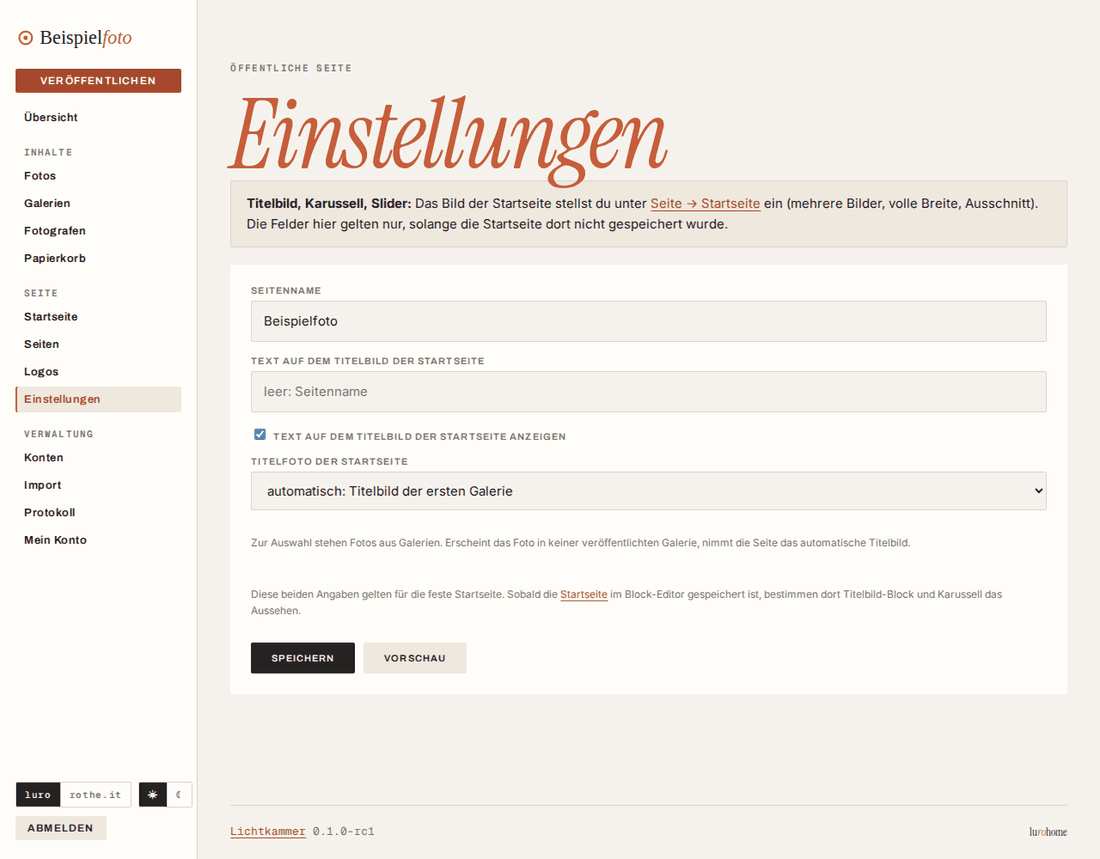 Beispielfoto
VERÖFFENTLICHEN
Übersicht
INHALTE
Fotos
Galerien
Fotografen
Papierkorb
SEITE
Startseite
Seiten
Logos
Einstellungen
VERWALTUNG
Konten
Import
Protokoll
Mein Konto
luro rothe.it
ABMELDEN
ÖFFENTLICHE SEITE
Einstellungen
Titelbild, Karussell, Slider: Das Bild der Startseite stellst du unter Seite → Startseite ein (mehrere Bilder, volle Breite, Ausschnitt).
Die Felder hier gelten nur, solange die Startseite dort nicht gespeichert wurde.
SEITENNAME
Beispielfoto
TEXT AUF DEM TITELBILD DER STARTSEITE
leer: Seitenname
TEXT AUF DEM TITELBILD DER STARTSEITE ANZEIGEN
TITELFOTO DER STARTSEITE
automatisch: Titelbild der ersten Galerie
Zur Auswahl stehen Fotos aus Galerien. Erscheint das Foto in keiner veröffentlichten Galerie, nimmt die Seite das automatische Titelbild.
Diese beiden Angaben gelten für die feste Startseite. Sobald die Startseite im Block-Editor gespeichert ist, bestimmen dort Titelbild-Block und Karussell das
Aussehen.
SPEICHERN VORSCHAU
Lichtkammer 0.1.0-rc1
lurohome